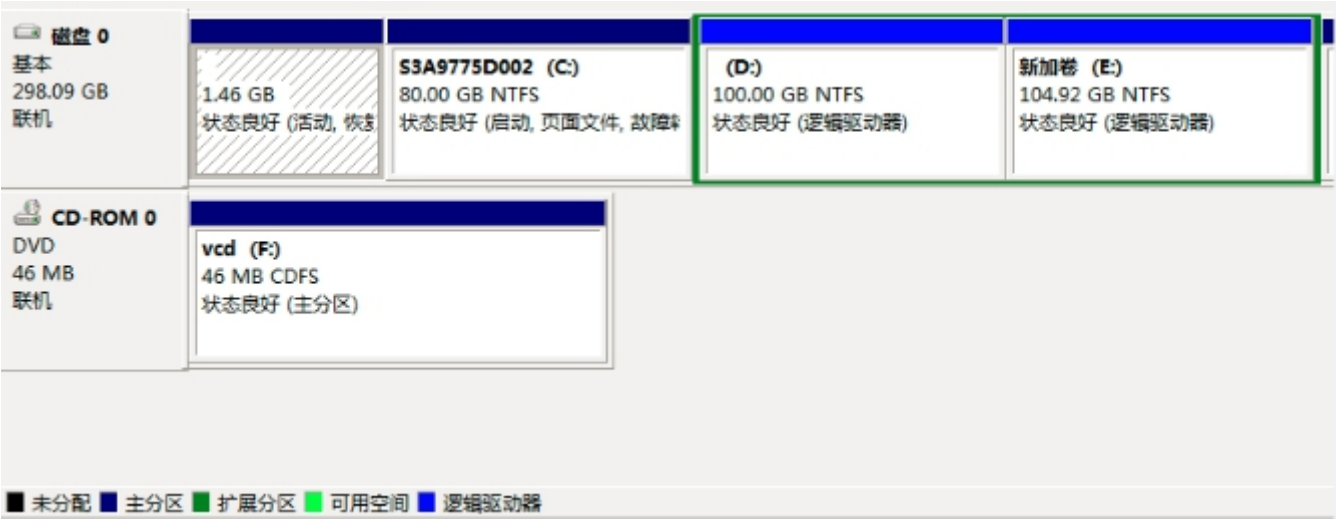 磁盘 0
基本
298.09 GB
联机
1.46 GB
状态良好 (活动, 恢复
S3A9775D002 (C:)
80.00 GB NTFS
状态良好 (启动, 页面文件, 故障转
(D:)
100.00 GB NTFS
状态良好 (逻辑驱动器)
新加卷 (E:)
104.92 GB NTFS
状态良好 (逻辑驱动器)
CD-ROM 0
DVD
46 MB
联机
vcd (F:)
46 MB CDFS
状态良好 (主分区)
未分配 主分区 扩展分区 可用空间 逻辑驱动器